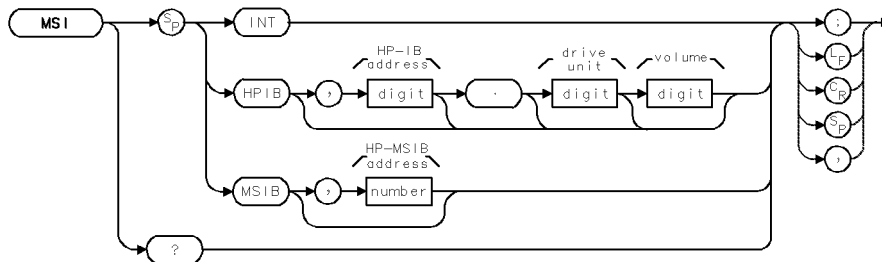 MSI
SP
INT
;
HP-IB address
drive unit
volume
LF
HPIB
,
digit
.
digit
digit
CR
SP
HP-MSIB address
,
MSIB
,
number
?